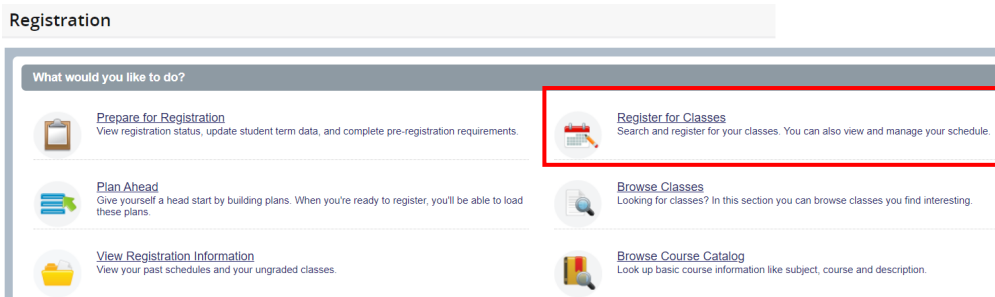 Registration
What would you like to do?
Prepare for Registration
View registration status, update student term data, and complete pre-registration requirements.
Register for Classes
Search and register for your classes. You can also view and manage your schedule.
Plan Ahead
Give yourself a head start by building plans. When you're ready to register, you'll be able to load
these plans.
Browse Classes
Looking for classes? In this section you can browse classes you find interesting.
View Registration Information
View your past schedules and your ungraded classes.
Browse Course Catalog
Look up basic course information like subject, course and description.